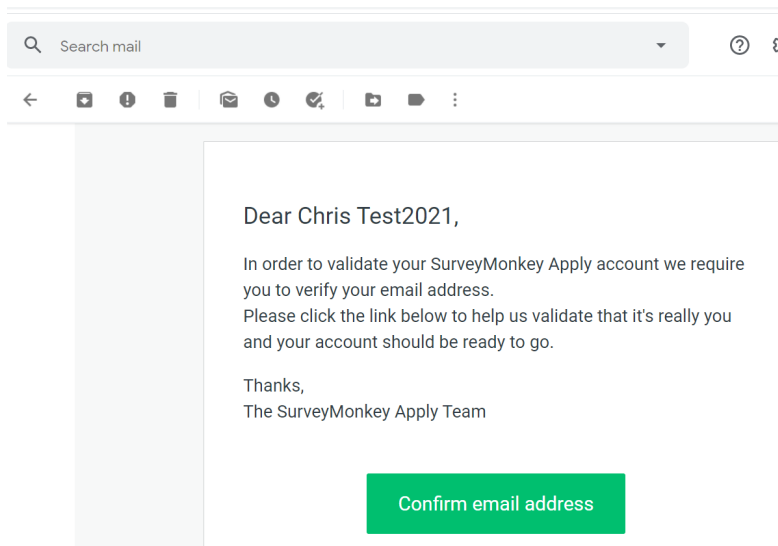 Search mail
Dear Chris Test2021,
In order to validate your SurveyMonkey Apply account we require
you to verify your email address.
Please click the link below to help us validate that it's really you
and your account should be ready to go.
Thanks,
The SurveyMonkey Apply Team
Confirm email address